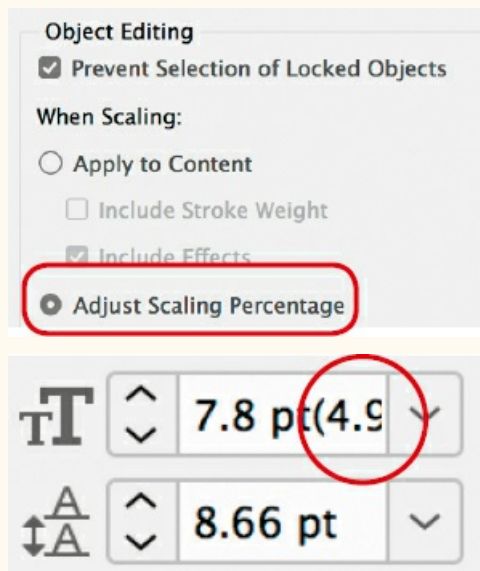 Object Editing
Prevent Selection of Locked Objects
When Scaling:
Apply to Content
Include Stroke Weight
Include Effects
Adjust Scaling Percentage
7.8 pt(4.9
8.66 pt